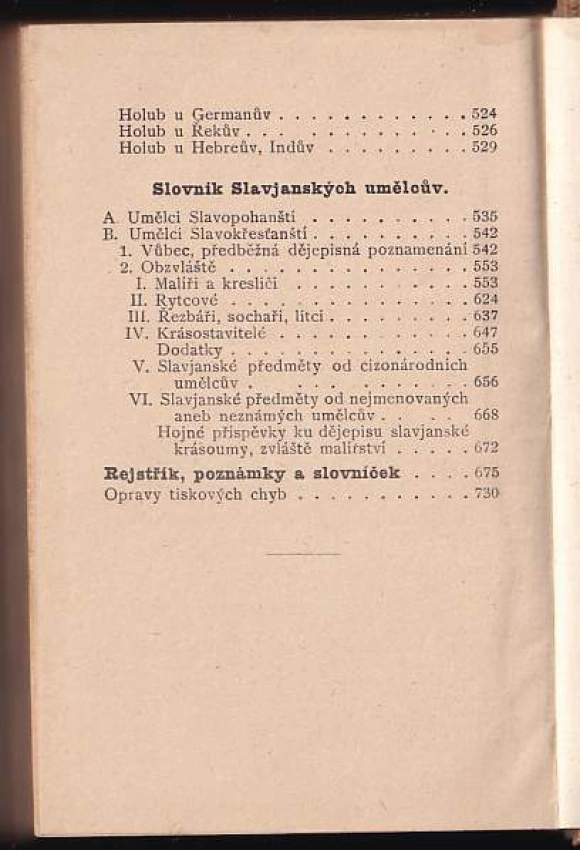 Holub u Germanův . . . . . . . . . . . . 524
Holub u Řekův . . . . . . . . . . . . . 526
Holub u Hebreův, Indův . . . . . . . . . 529
Slovník Slavjanských umělcův.
A Umělci Slavopohanští . . . . . . . . . . 535
B. Umělci Slavokřesťanští . . . . . . . . . . 542
1. Vůbec, předběžná dějepisná poznamenání 542
2. Obzvláště . . . . . . . . . . . . . . 553
I. Malíři a kresliči . . . . . . . . . . . 553
II. Rytcové . . . . . . . . . . . . . . 624
III. Řezbáři, sochaři, litci . . . . . . . . . 637
IV. Krásostavitelé . . . . . . . . . . . . 647
Dodatky . . . . . . . . . . . . . . 655
V. Slavjanské předměty od cizonárodních
umělcův . . . . . . . . . . . . . 656
VI. Slavjanské předměty od nejmenovaných
aneb neznámých umělcův . . . . 668
Hojné příspěvky ku dějepisu slavjanské
krásoumy, zvláště malířství . . . . . 672
Rejstřík, poznámky a slovníček . . . . 675
Opravy tiskových chyb . . . . . . . . . . . 730